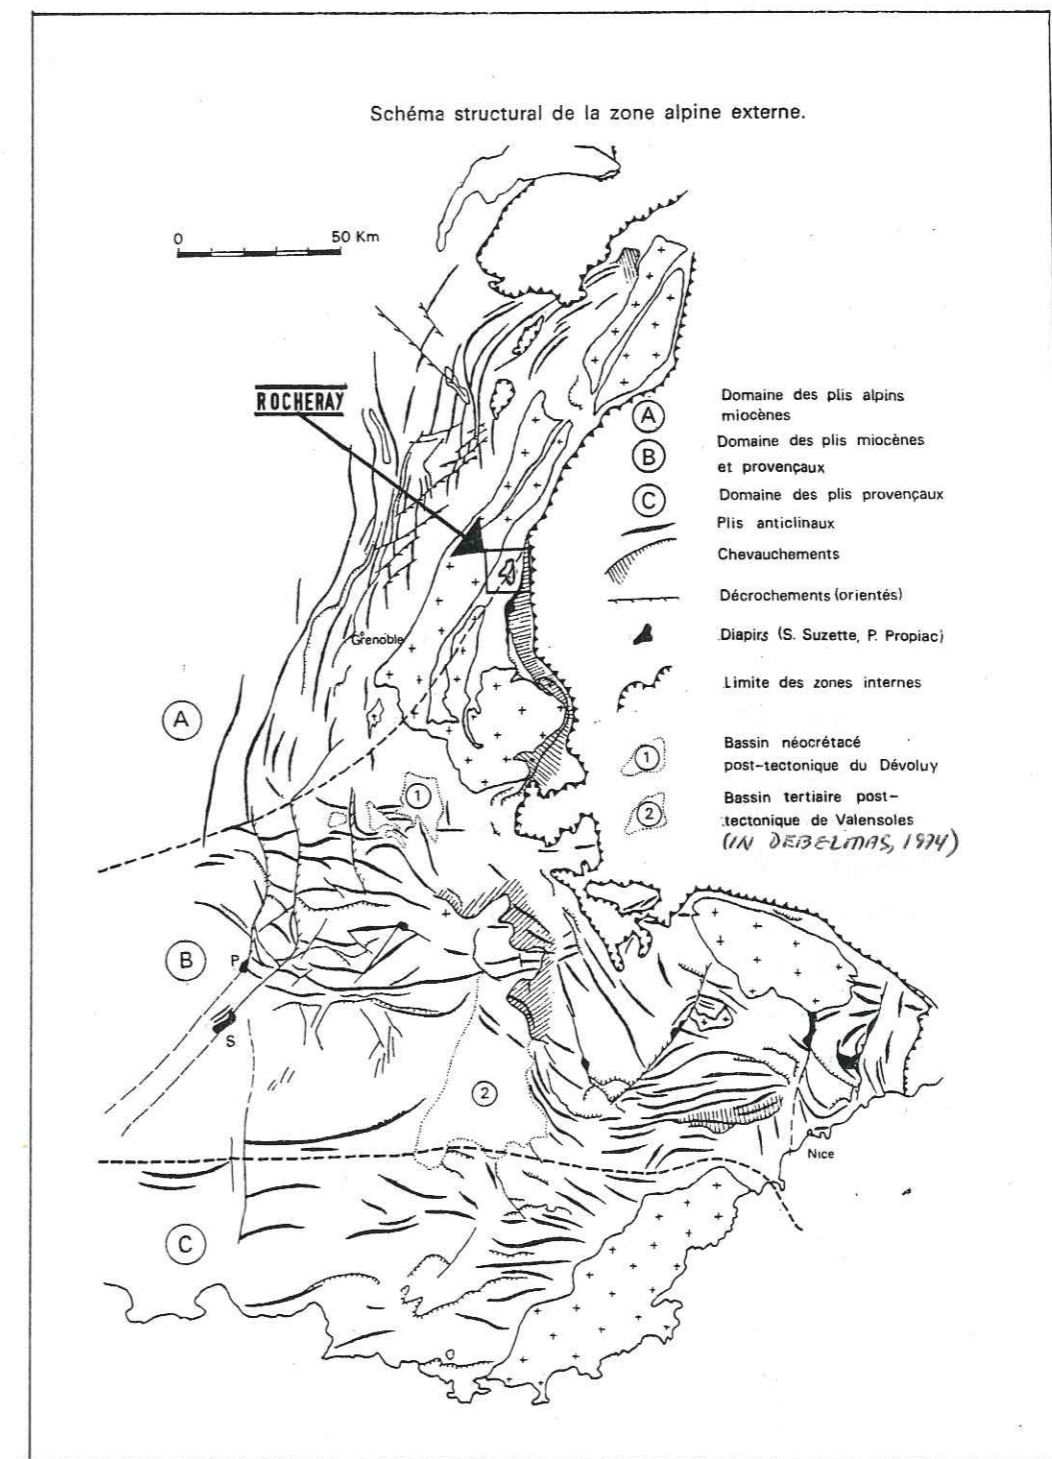 Schéma structural de la zone alpine externe.
0 50 Km
ROCHERAY
A Domaine des plis alpins
miocènes
B Domaine des plis miocènes
et provençaux
C Domaine des plis provençaux
Plis anticlinaux
Chevauchements
Décrochements (orientés)
Diapirs (S. Suzette, P. Propiac)
Limite des zones internes
1 Bassin néocrétacé
post-tectonique du Dévoluy
2 Bassin tertiaire post-
tectonique de Valensoles
(IN DEBELMAS, 1974)
Grenoble
A
1
B
P
S
2
Nice
C